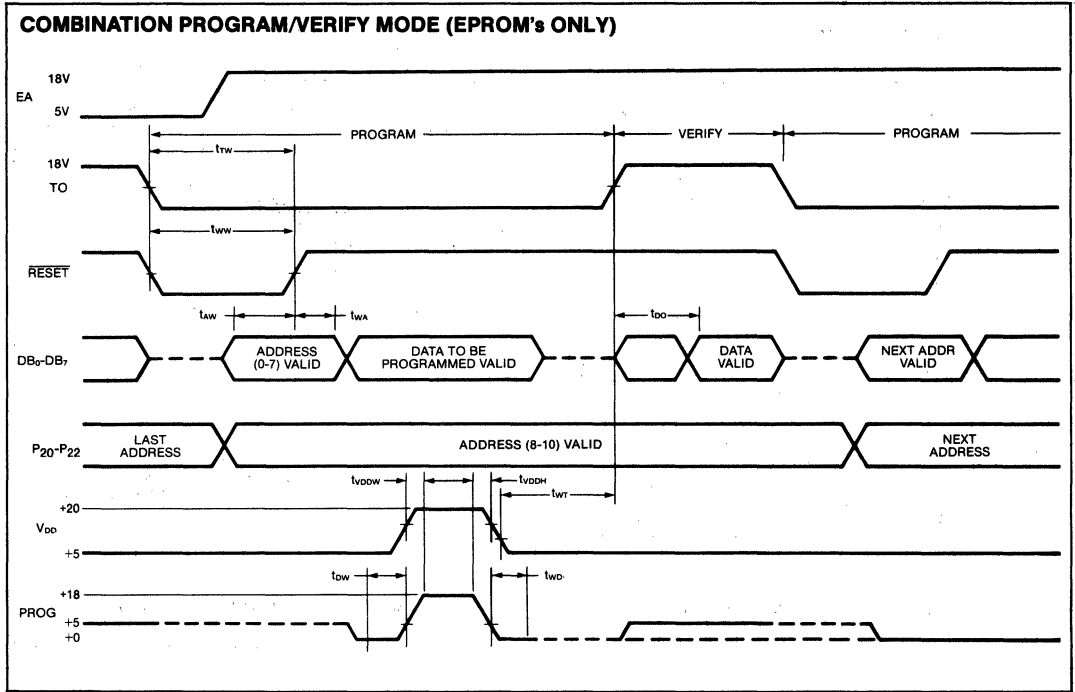 COMBINATION PROGRAM/VERIFY MODE (EPROM's ONLY)
18V
EA
5V
PROGRAM
VERIFY
PROGRAM
tTW
18V
TO
tWW
RESET
tAW
tWA
tDO
DB0-DB7
ADDRESS
(0-7) VALID
DATA TO BE
PROGRAMMED VALID
DATA
VALID
NEXT ADDR
VALID
P20-P22
LAST
ADDRESS
ADDRESS (8-10) VALID
NEXT
ADDRESS
tVDDW
tVDDH
tWT
+20
VDD
+5
tDW
tWD
+18
PROG
+5
+0